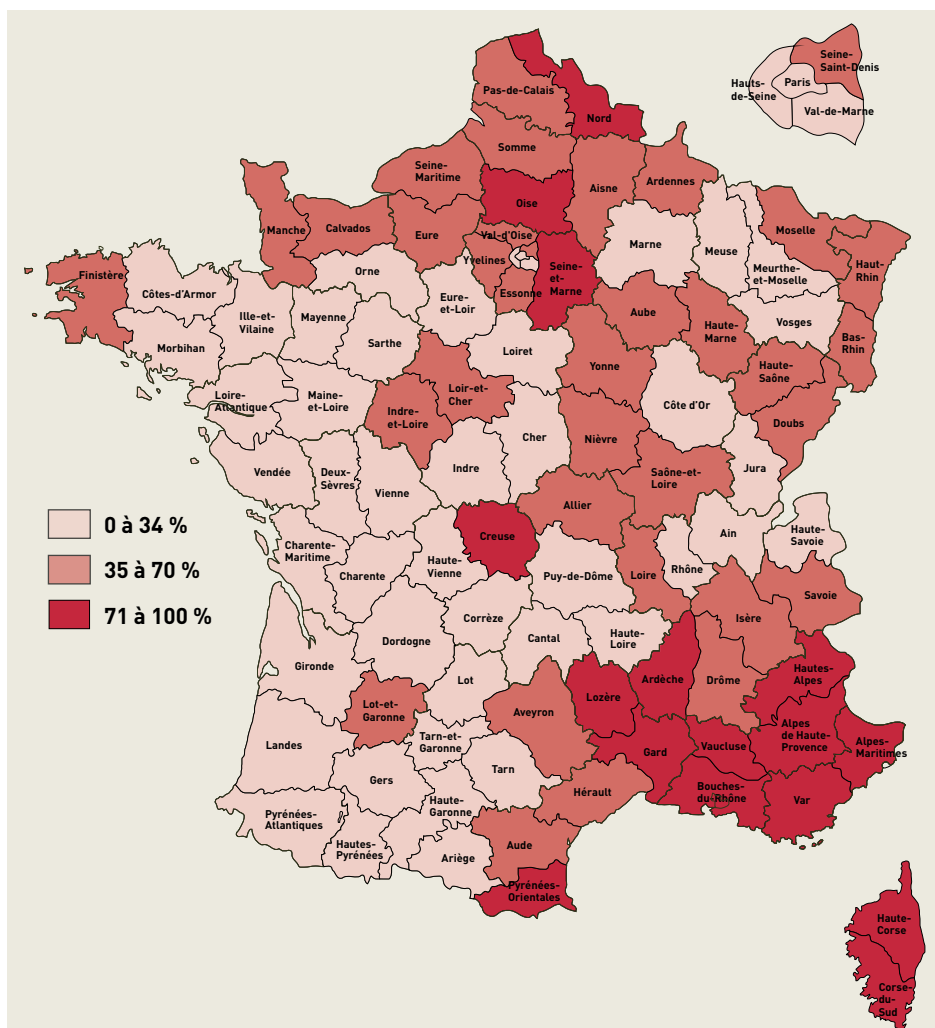 Seine-
Saint-Denis
Hauts-
de-Seine
Paris
Val-de-Marne
Pas-de-Calais
Nord
Somme
Seine-
Maritime
Aisne
Ardennes
Oise
Manche
Calvados
Eure
Val-d'Oise
Yvelines
Essonne
Seine-
et-
Marne
Marne
Meuse
Moselle
Meurthe-
et-Moselle
Haut-
Rhin
Finistère
Côtes-d'Armor
Orne
Eure-
et-Loir
Ille-et-
Vilaine
Mayenne
Sarthe
Morbihan
Loiret
Aube
Haute-
Marne
Vosges
Bas-
Rhin
Yonne
Haute-
Saône
Loire-
Atlantique
Maine-
et-Loire
Indre-
et-Loire
Loir-et-
Cher
Côte d'Or
Doubs
Cher
Nièvre
Vendée
Deux-
Sèvres
Vienne
Indre
Saône-et-
Loire
Jura
Allier
0 à 34 %
35 à 70 %
71 à 100 %
Creuse
Ain
Haute-
Savoie
Charente-
Maritime
Charente
Haute-
Vienne
Puy-de-Dôme
Loire
Rhône
Savoie
Isère
Corrèze
Dordogne
Cantal
Haute-
Loire
Gironde
Lot
Lozère
Ardèche
Drôme
Hautes-
Alpes
Lot-et-
Garonne
Aveyron
Landes
Tarn-et-
Garonne
Tarn
Gard
Vaucluse
Alpes
de Haute-
Provence
Alpes-
Maritimes
Gers
Haute-
Garonne
Hérault
Bouches-
du-Rhône
Var
Pyrénées-
Atlantiques
Hautes-
Pyrénées
Ariège
Aude
Pyrénées-
Orientales
Haute-
Corse
Corse-
du-
Sud